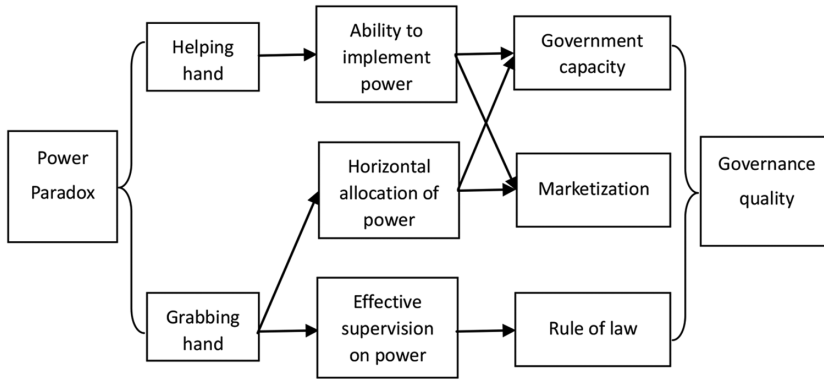 Power
Paradox
Helping
hand
Grabbing
hand
Ability to
implement
power
Horizontal
allocation of
power
Effective
supervision
on power
Government
capacity
Marketization
Rule of law
Governance
quality